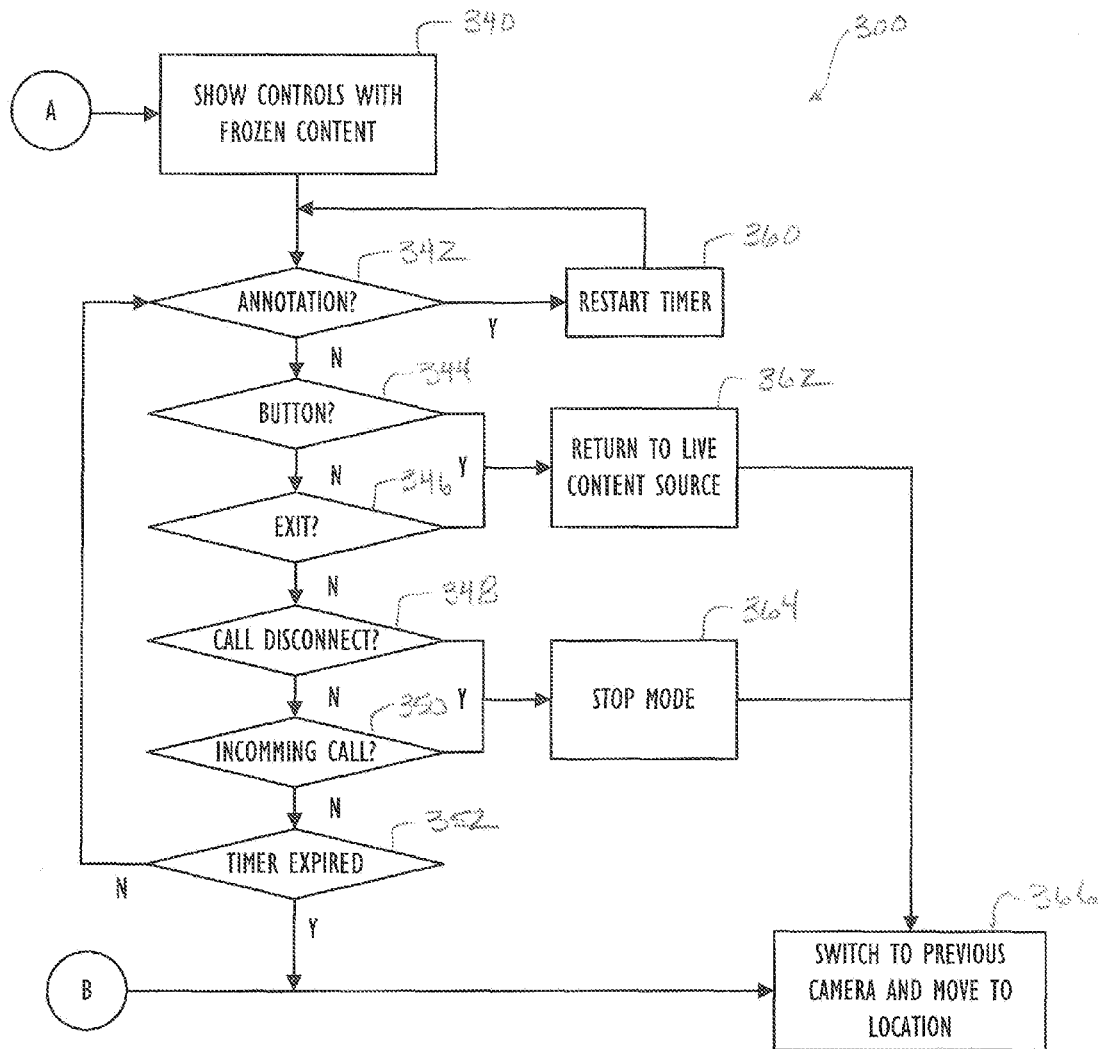 340
300
A
SHOW CONTROLS WITH
FROZEN CONTENT
342
360
ANNOTATION?
Y
RESTART TIMER
N
344
362
BUTTON?
RETURN TO LIVE
CONTENT SOURCE
N
346
Y
EXIT?
N
348
364
CALL DISCONNECT?
N
350
Y
STOP MODE
INCOMMING CALL?
N
352
TIMER EXPIRED
N
Y
366
B
SWITCH TO PREVIOUS
CAMERA AND MOVE TO
LOCATION